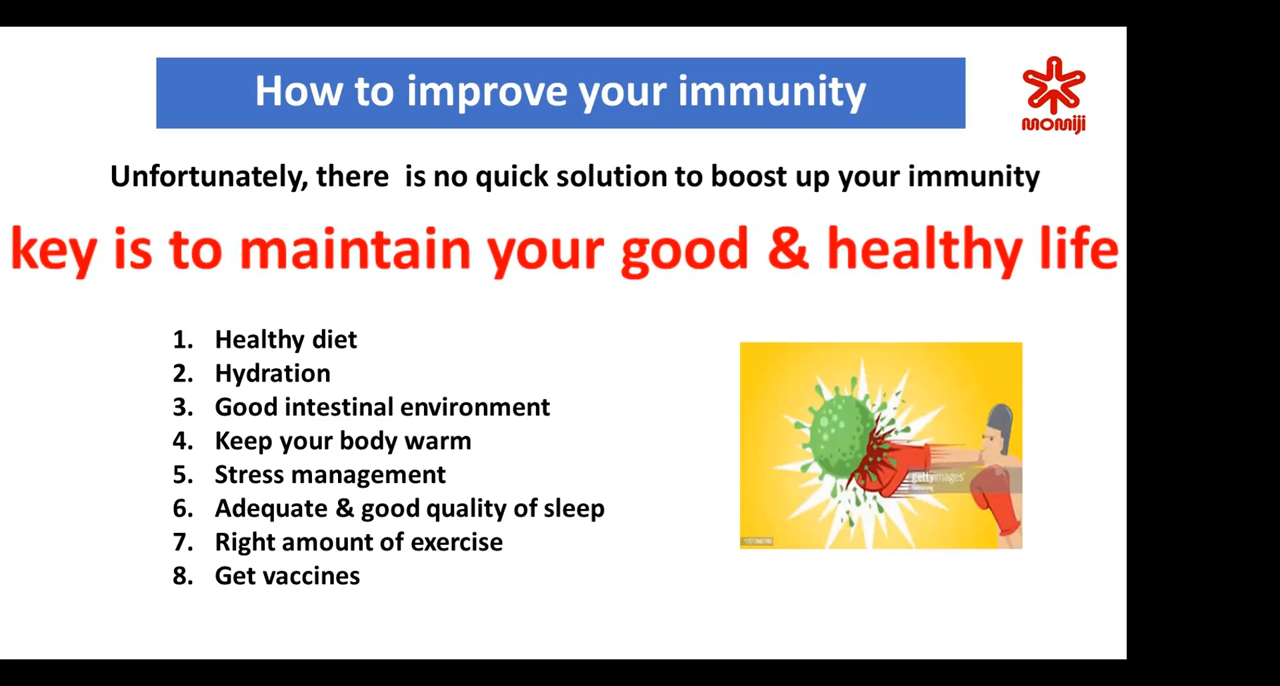 How to improve your immunity
momiji
Unfortunately, there is no quick solution to boost up your immunity
key is to maintain your good & healthy life
1. Healthy diet
2. Hydration
3. Good intestinal environment
4. Keep your body warm
5. Stress management
6. Adequate & good quality of sleep
7. Right amount of exercise
8. Get vaccines
gettyimages